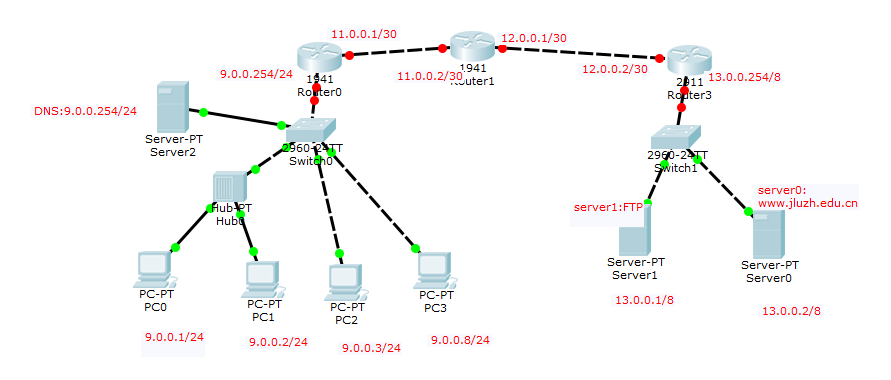 11.0.0.1/30
12.0.0.1/30
1941
Router0
1941
Router1
11.0.0.2/30
12.0.0.2/30
2911
Router3
13.0.0.254/8
9.0.0.254/24
DNS:9.0.0.254/24
Server-PT
Server2
2960-24TT
Switch0
2960-24TT
Switch1
Hub-PT
Hub0
server1:FTP
server0:
www.jluzh.edu.cn
Server-PT
Server1
Server-PT
Server0
PC-PT
PC0
PC-PT
PC1
PC-PT
PC2
PC-PT
PC3
13.0.0.1/8
13.0.0.2/8
9.0.0.1/24
9.0.0.2/24
9.0.0.3/24
9.0.0.8/24